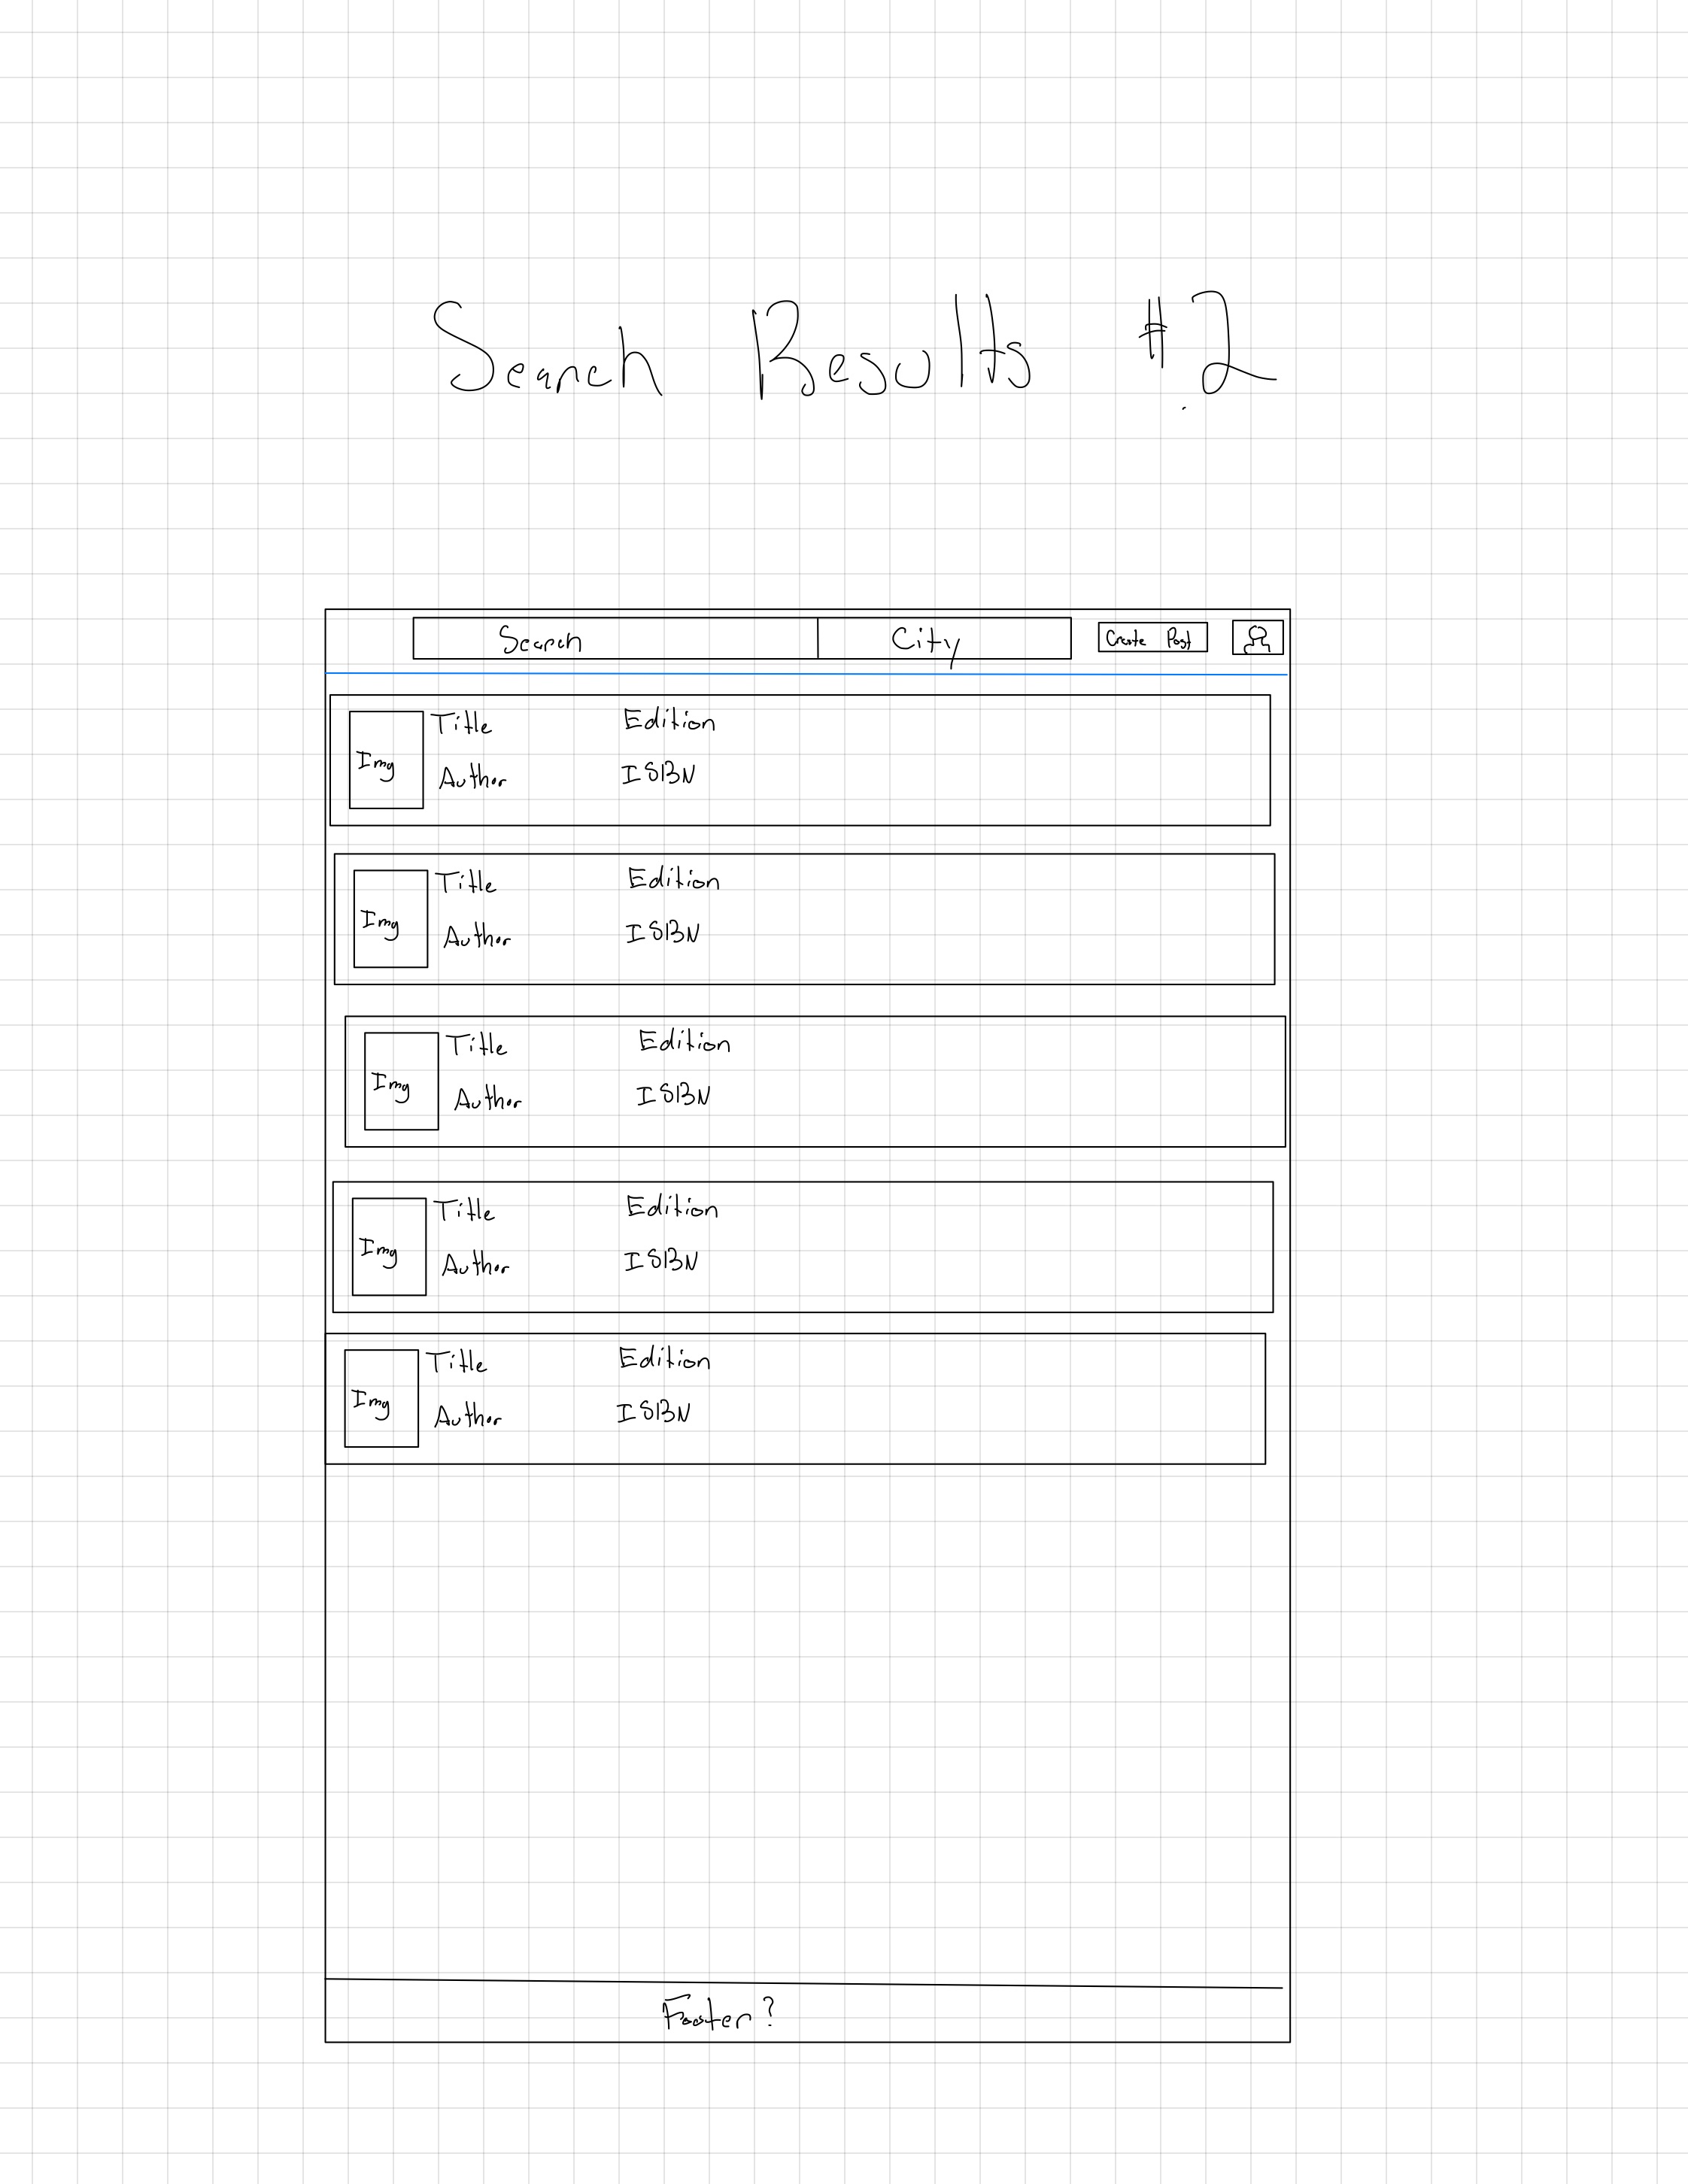 Search Results #2
Search City Create Post
Title Edition
Img
Author ISBN
Title Edition
Img
Author ISBN
Title Edition
Img
Author ISBN
Title Edition
Img
Author ISBN
Title Edition
Img
Author ISBN
Footer?